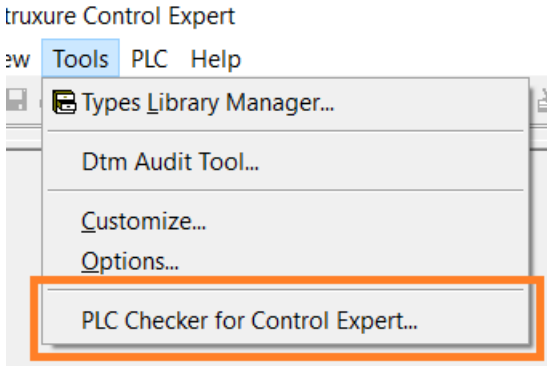 truxure Control Expert
ew Tools PLC Help
Types Library Manager...
Dtm Audit Tool...
Customize...
Options...
PLC Checker for Control Expert...